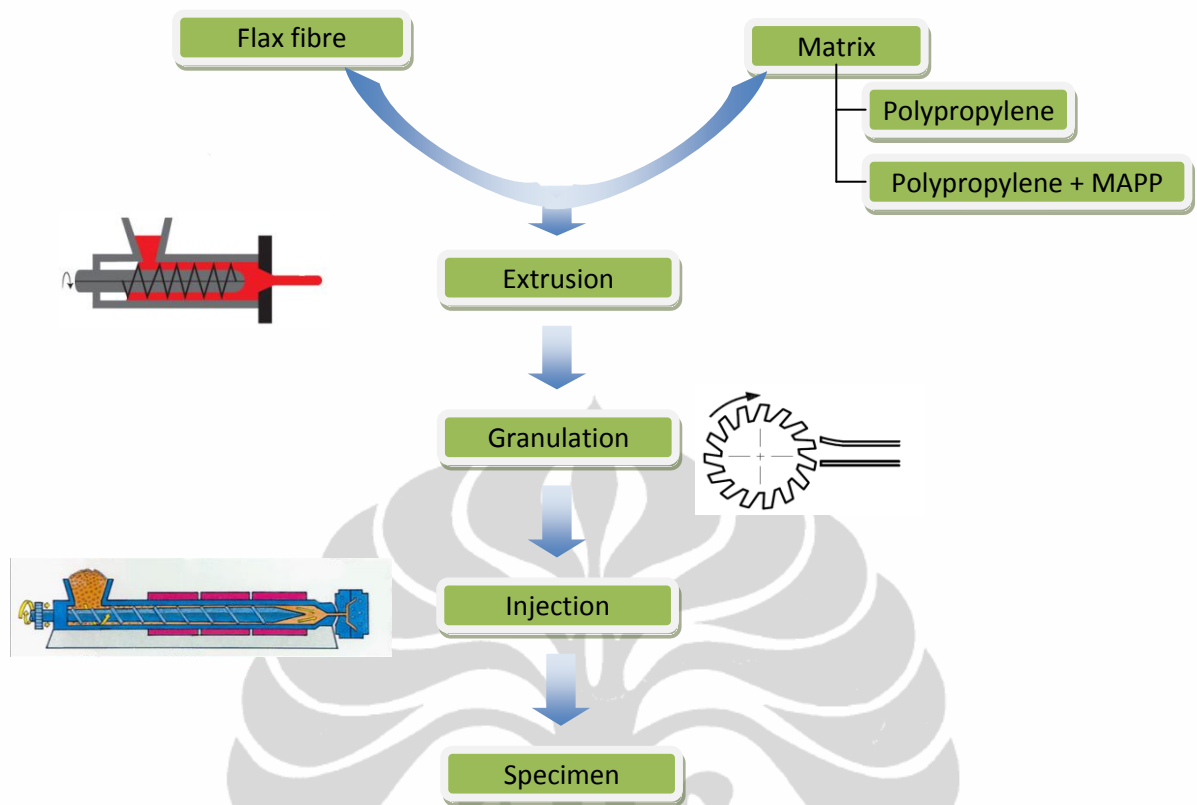 Flax fibre
Matrix
Polypropylene
Polypropylene + MAPP
Extrusion
Granulation
Injection
Specimen